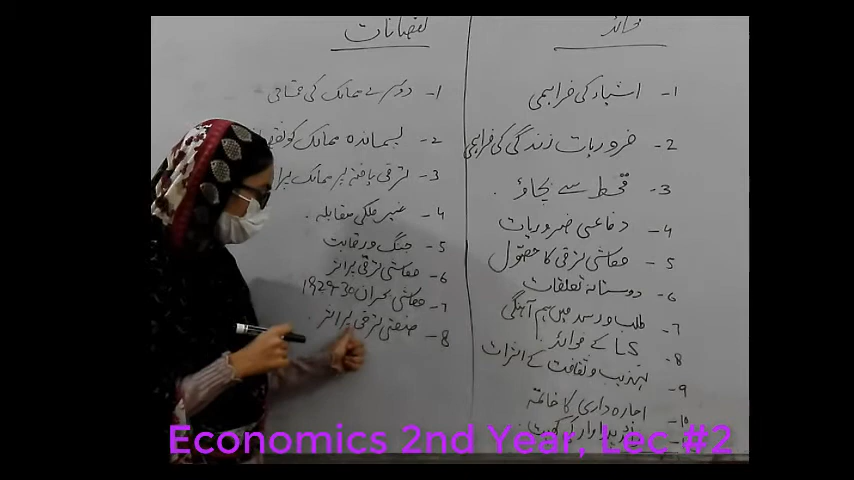 فوائد
1- اشیاء کی فراہمی
2- ضروریات زندگی کی فراہمی
3- قحط سے بچاؤ
4- دفاعی ضروریات
5- معاشی ترقی کا حصول
6- دوستانہ تعلقات
7- طلب و رسد میں ہم آہنگی
8- LS کے فوائد
9- تہذیب و ثقافت کے اثرات
10- اجارہ داری کا خاتمہ
نقصانات
1- دوسرے ممالک کی محتاجی
2- پسماندہ ممالک کو
3- ترقی یافتہ پر ممالک
4- غیر ملکی مقابلہ
5- جنگ و رقابت
6- معاشی ترقی پر اثر
7- معاشی بحران 1929-30
8- صنعتی ترقی پر اثر
Economics 2nd Year, Lec #2